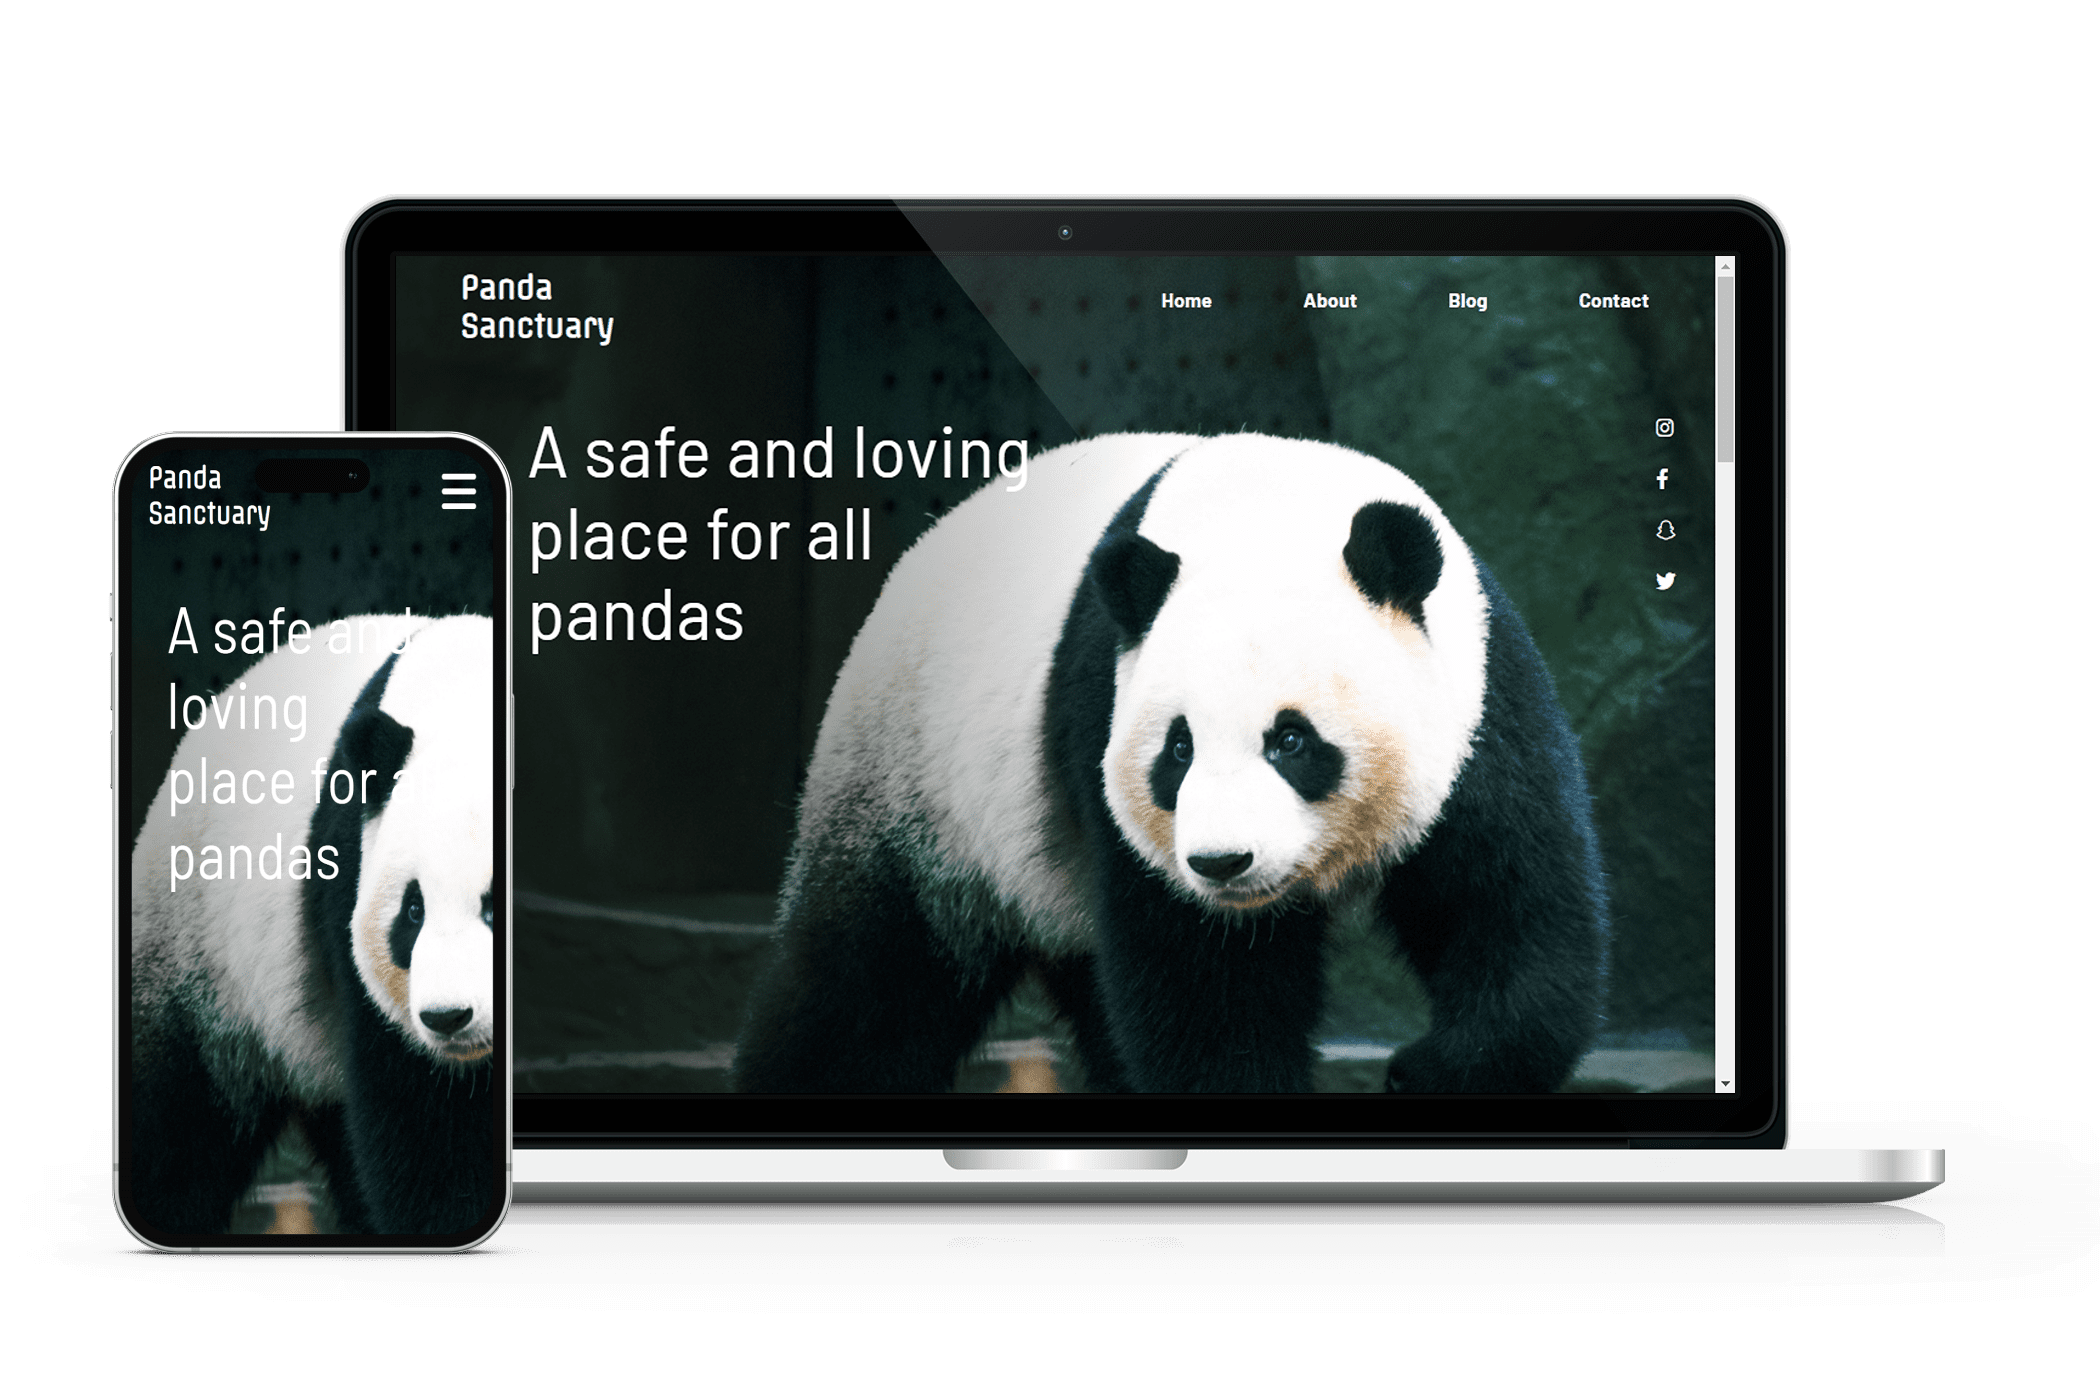 Panda
Sanctuary
Home
About
Blog
Contact
A safe and loving
place for all
pandas
Panda
Sanctuary
A safe and
loving
place for all
pandas